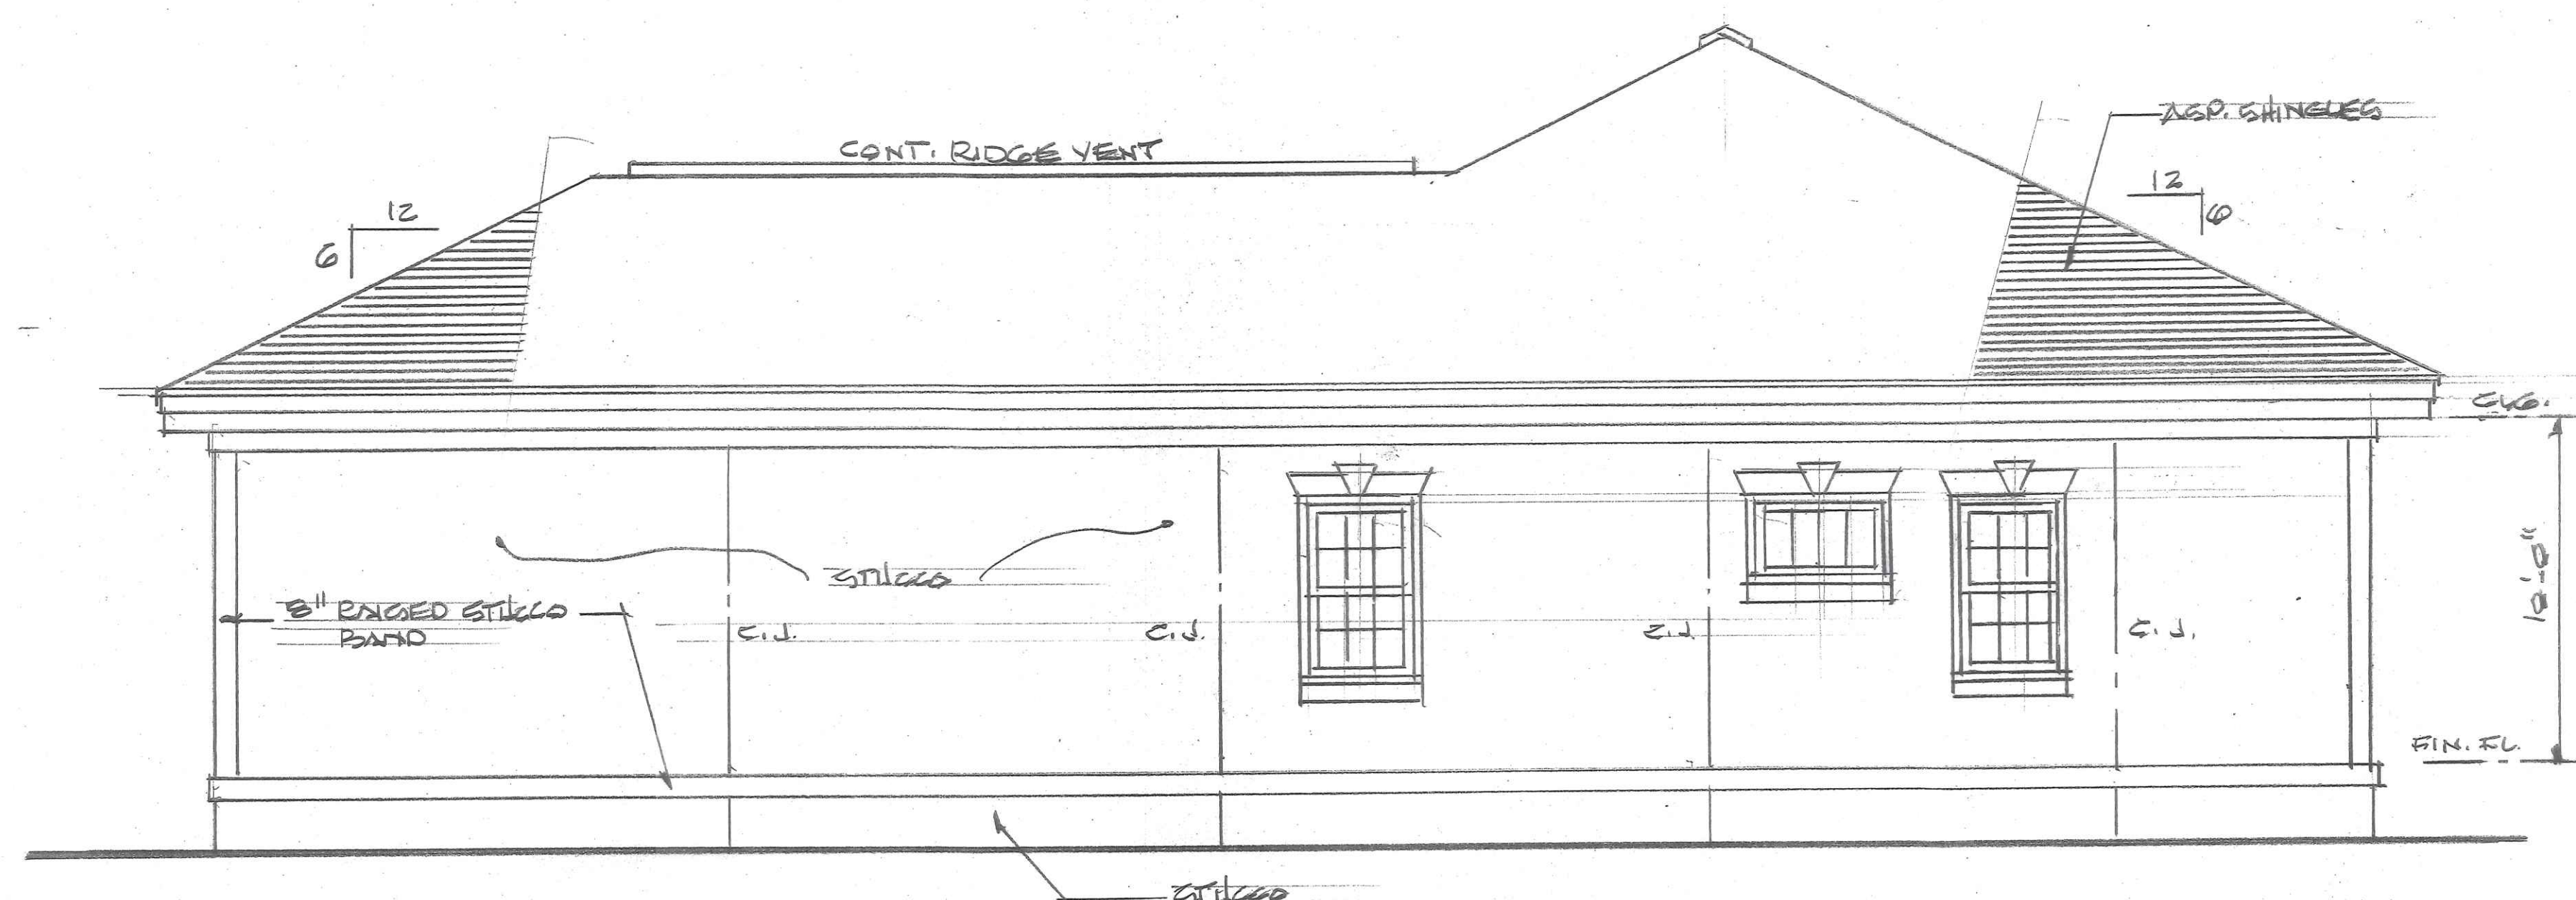 ASP. SHINGLES
CONT. RIDGE VENT
12
6
12
6
CLG.
STUCCO
8" RAISED STUCCO
BAND
C.J.
C.J.
C.J.
C.J.
10'-0"
FIN. FL.
STUCCO